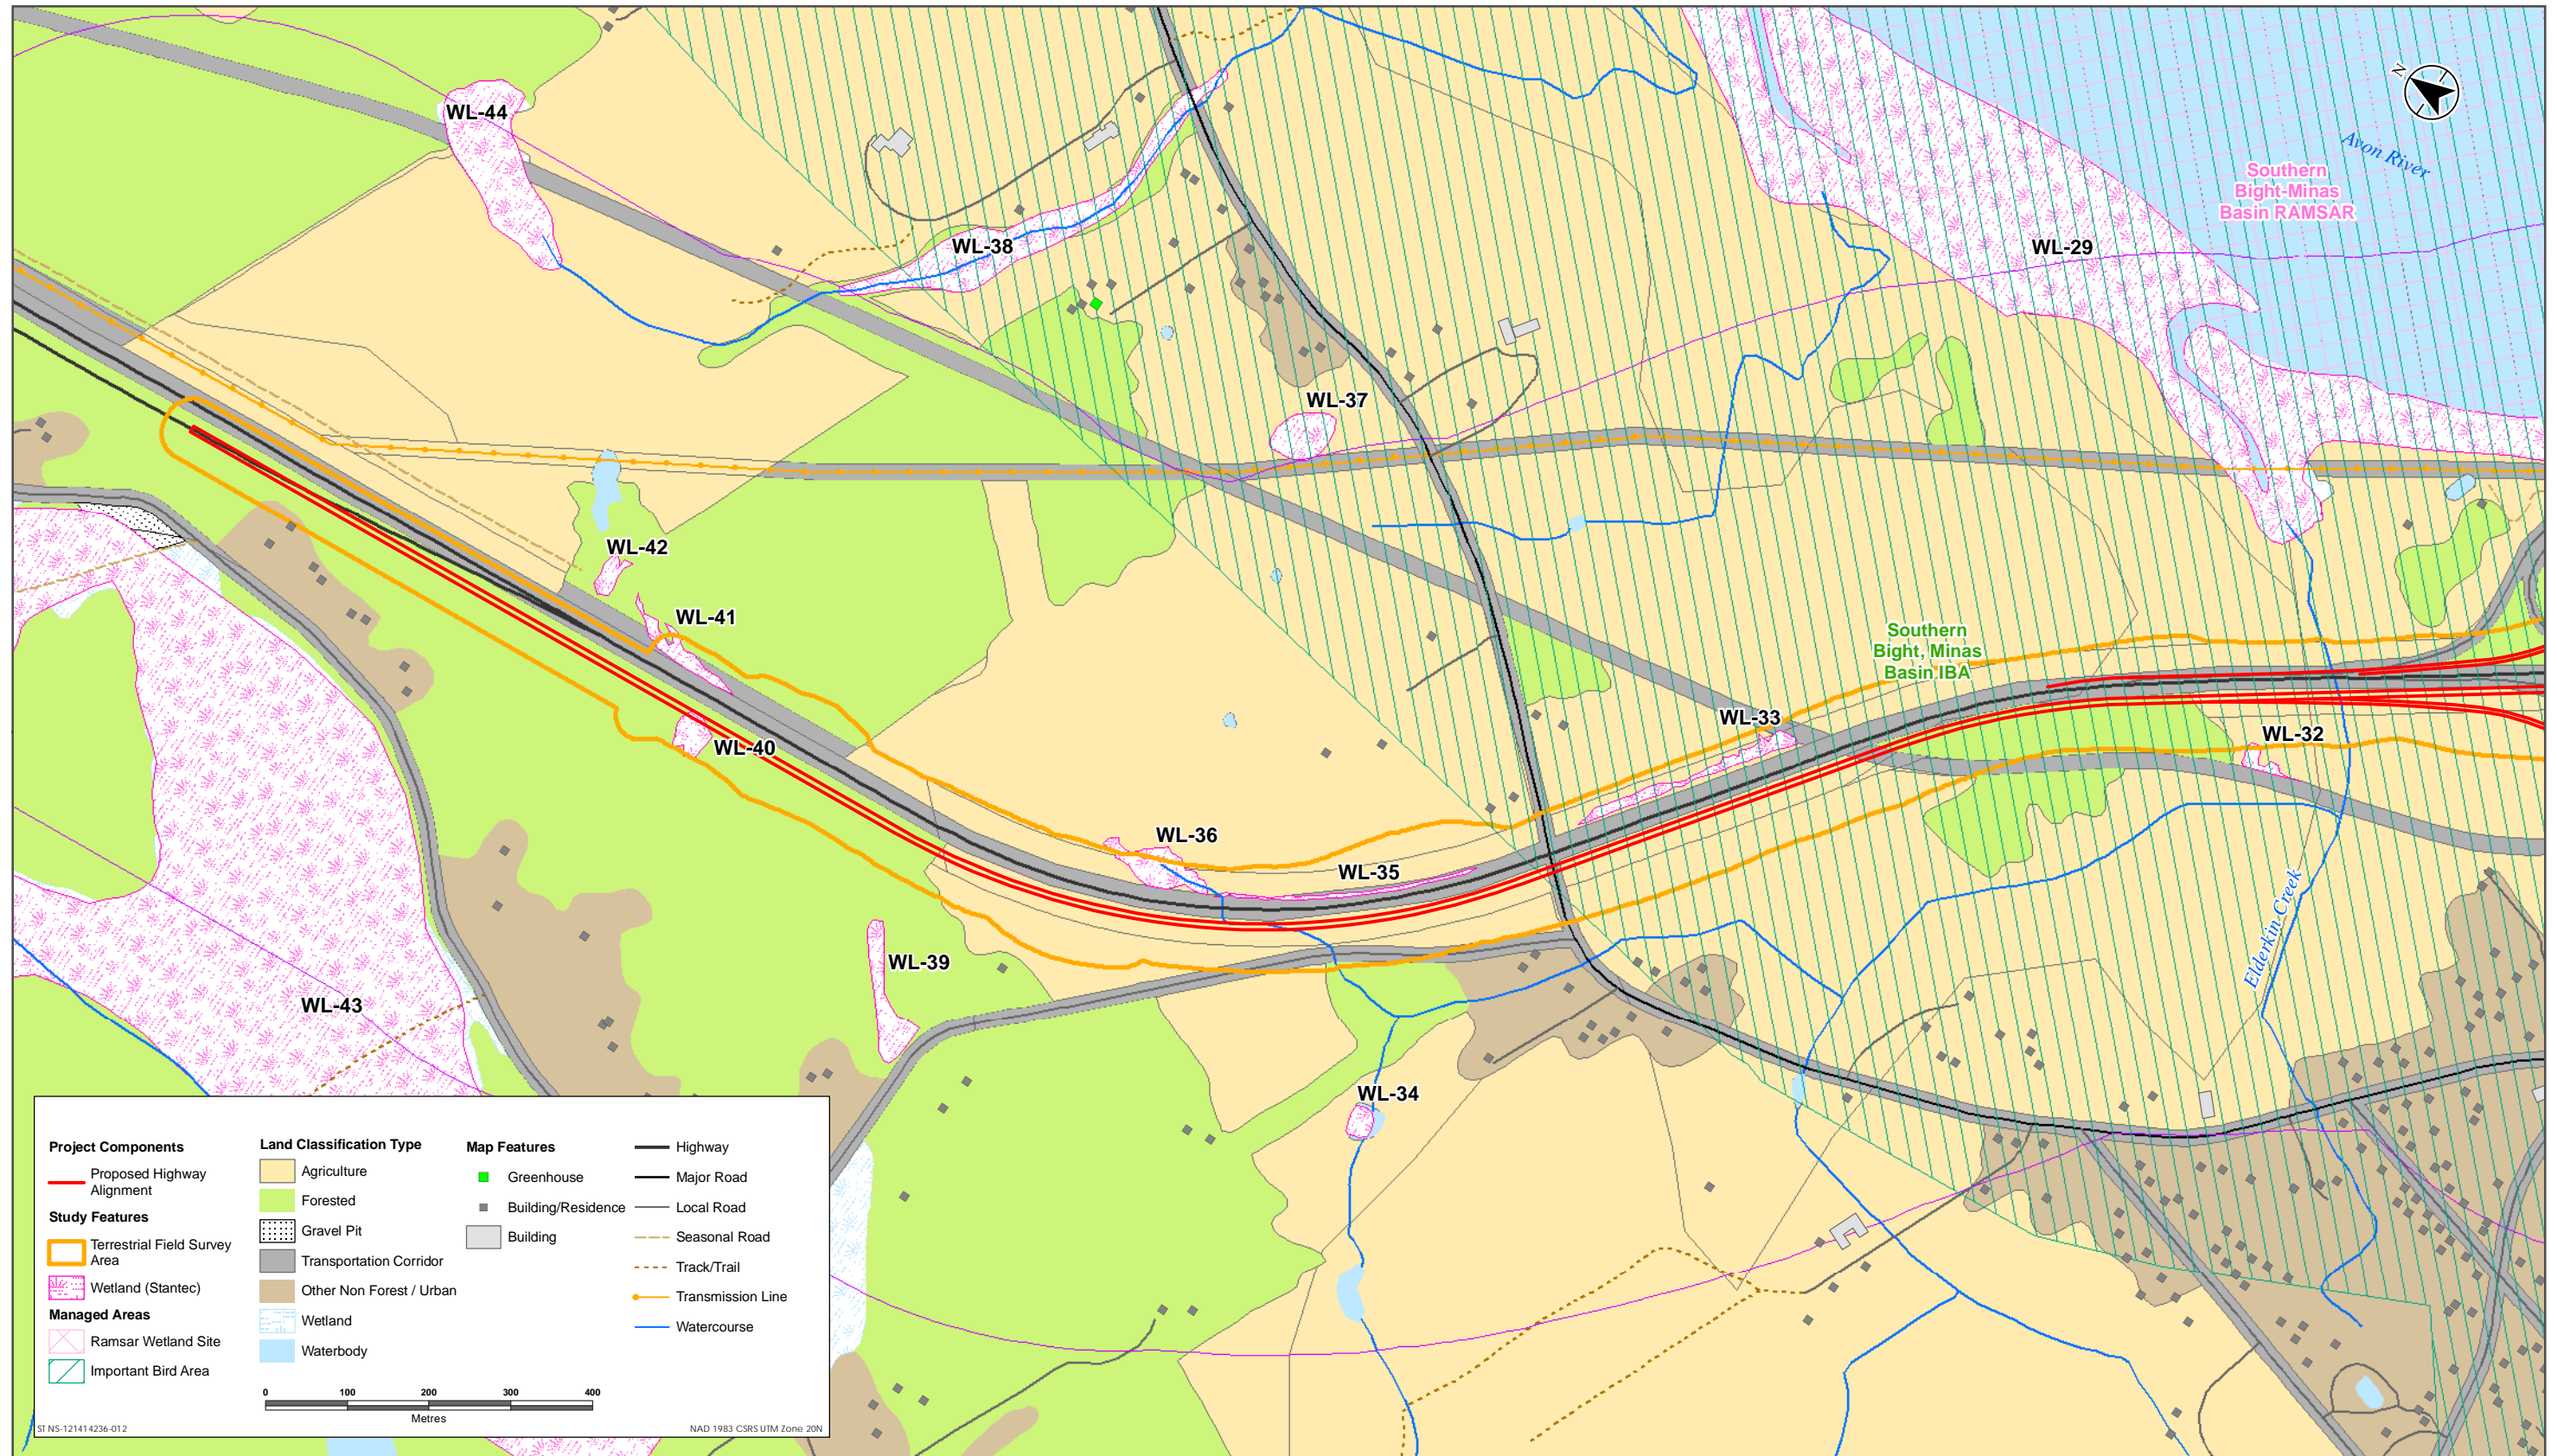 N
Avon River
Southern
Bight-Minas
Basin RAMSAR
WL-44
WL-38
WL-29
WL-37
WL-42
WL-41
Southern
Bight, Minas
Basin IBA
WL-33
WL-32
WL-40
WL-36
WL-35
WL-39
Elderkin Creek
WL-43
WL-34
Project Components
Proposed Highway
Alignment
Study Features
Terrestrial Field Survey
Area
Wetland (Stantec)
Managed Areas
Ramsar Wetland Site
Important Bird Area
Land Classification Type
Agriculture
Forested
Gravel Pit
Transportation Corridor
Other Non Forest / Urban
Wetland
Waterbody
Map Features
Greenhouse
Building/Residence
Building
Highway
Major Road
Local Road
Seasonal Road
Track/Trail
Transmission Line
Watercourse
0 100 200 300 400
Metres
ST NS-121414236-012
NAD 1983 CSRS UTM Zone 20N